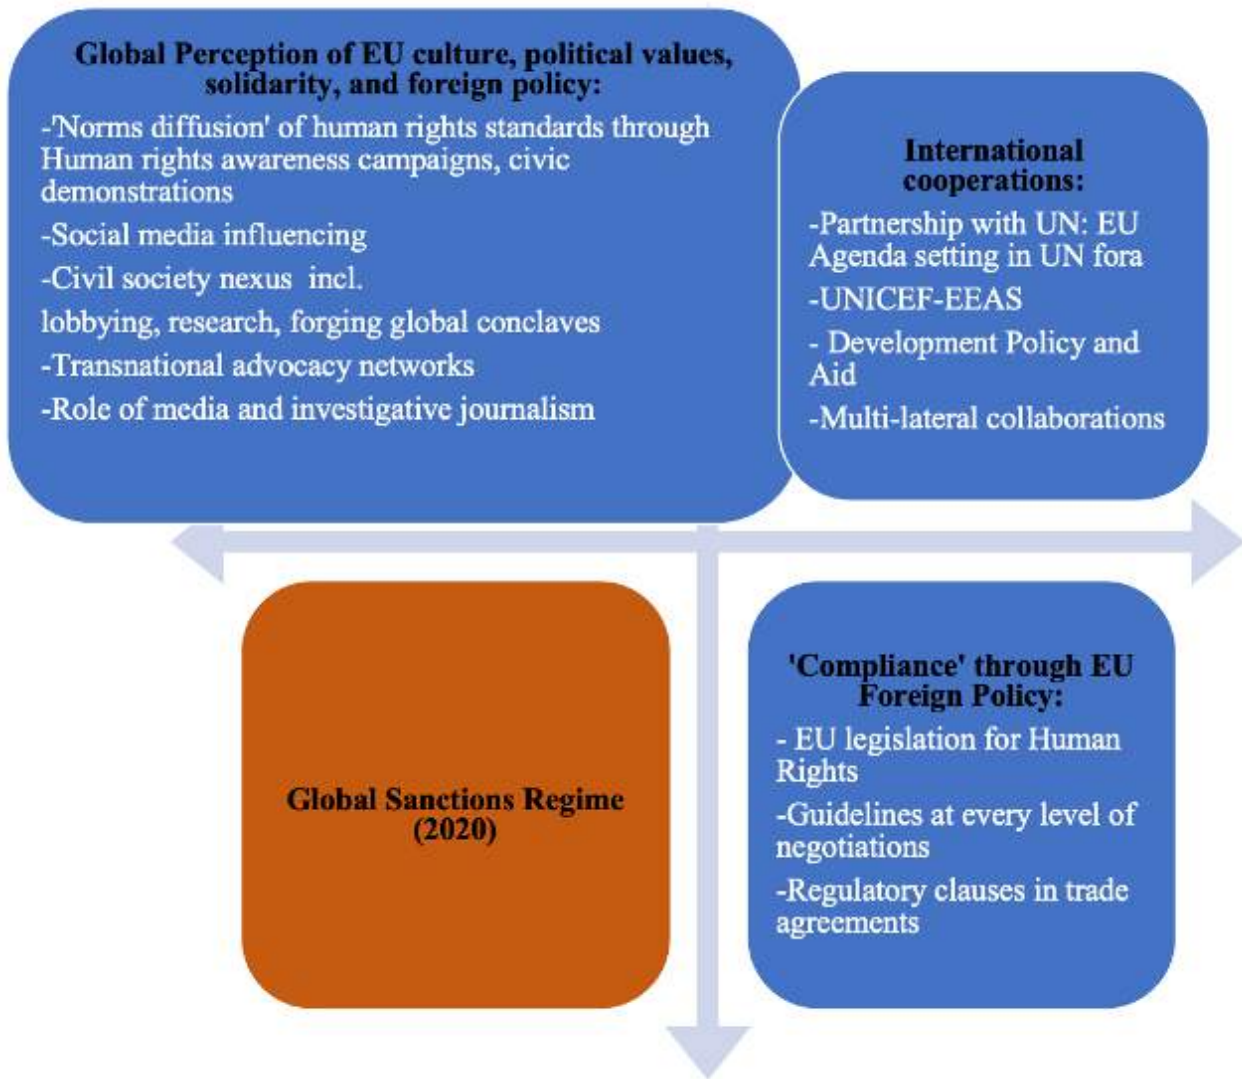 Global Perception of EU culture, political values,
solidarity, and foreign policy:
-'Norms diffusion' of human rights standards through
Human rights awareness campaigns, civic
demonstrations
-Social media influencing
-Civil society nexus  incl.
lobbying, research, forging global conclaves
-Transnational advocacy networks
-Role of media and investigative journalism
International
cooperations:
-Partnership with UN: EU
Agenda setting in UN fora
-UNICEF-EEAS
- Development Policy and
Aid
-Multi-lateral collaborations
Global Sanctions Regime
(2020)
'Compliance' through EU
Foreign Policy:
- EU legislation for Human
Rights
-Guidelines at every level of
negotiations
-Regulatory clauses in trade
agreements